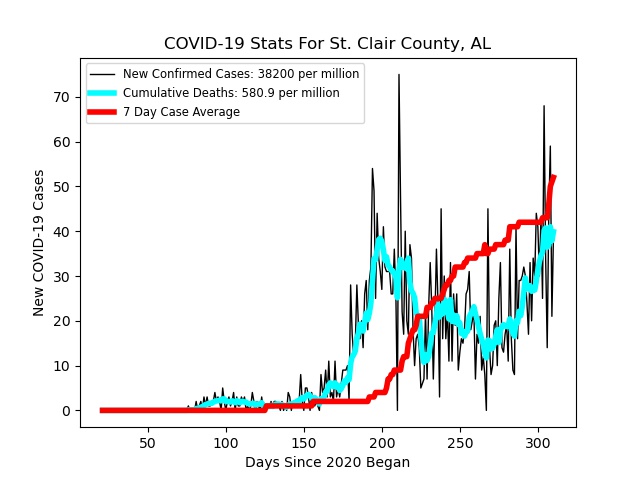 COVID-19 Stats For St. Clair County, AL
New Confirmed Cases: 38200 per million
Cumulative Deaths: 580.9 per million
7 Day Case Average
70
60
50
40
30
20
10
0
New COVID-19 Cases
50 100 150 200 250 300
Days Since 2020 Began